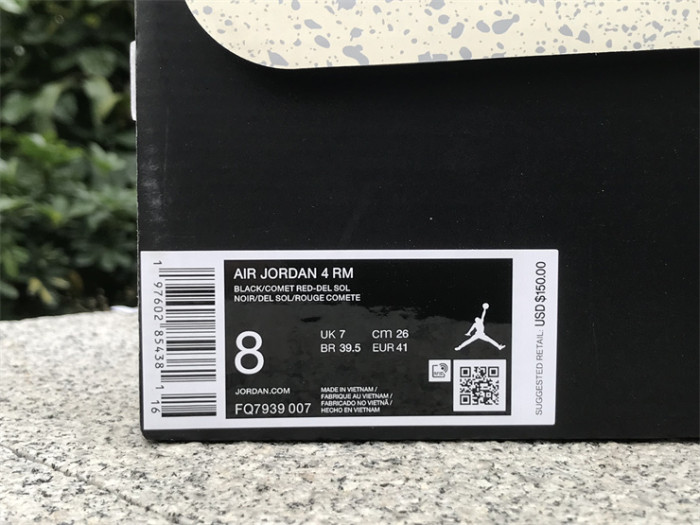 AIR JORDAN 4 RM
BLACK/COMET RED-DEL SOL
NOIR/DEL SOL/ROUGE COMETE
8
UK 7 cm 26
BR 39.5 EUR 41
JORDAN.COM
FQ7939 007
MADE IN VIETNAM /
FABRIQUE AU VIETNAM /
FABRICADO NO VIETNÃ /
HECHO EN VIETNAM
1 97602 85438 1 16
SUGGESTED RETAIL: USD $150.00